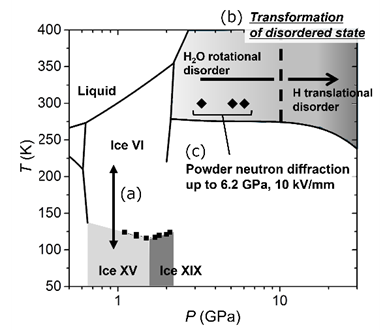 (b) Transformation
of disordered state
400
350
300
250
200
150
100
50
T (K)
H2O rotational
disorder
H translational
disorder
Liquid
Ice VI
(c)
Powder neutron diffraction
up to 6.2 GPa, 10 kV/mm
(a)
Ice XV
Ice XIX
1
10
P (GPa)